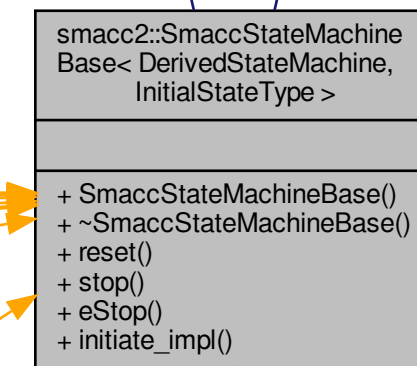 smacc2::SmaccStateMachine
Base< DerivedStateMachine,
InitialStateType >
+ SmaccStateMachineBase()
+ ~SmaccStateMachineBase()
+ reset()
+ stop()
+ eStop()
+ initiate_impl()